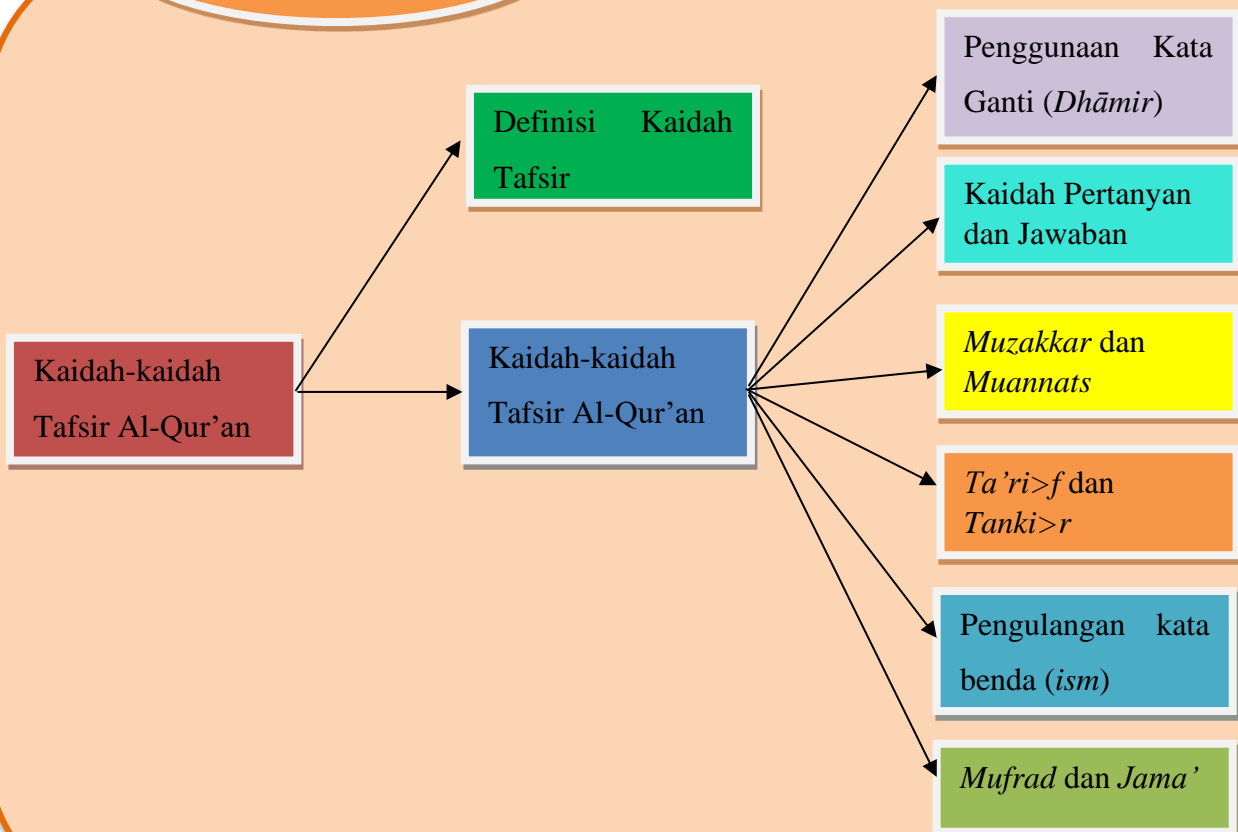 Kaidah-kaidah
Tafsir Al-Qur’an
Definisi Kaidah
Tafsir
Kaidah-kaidah
Tafsir Al-Qur’an
Penggunaan Kata
Ganti (Dhāmir)
Kaidah Pertanyan
dan Jawaban
Muzakkar dan
Muannats
Ta’ri>f dan
Tanki>r
Pengulangan kata
benda (ism)
Mufrad dan Jama’